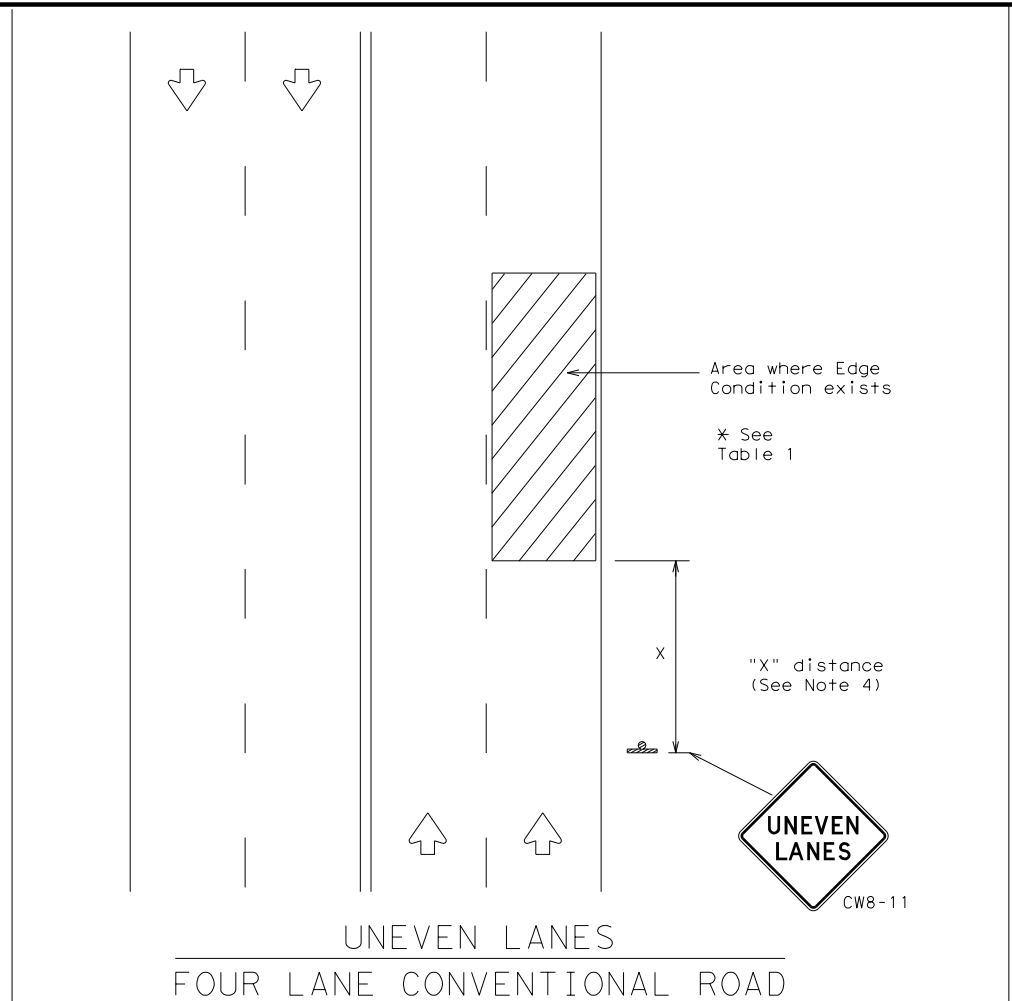 Area where Edge
Condition exists
* See
Table 1
X
"X" distance
(See Note 4)
UNEVEN
LANES
CW8-11
UNEVEN LANES
FOUR LANE CONVENTIONAL ROAD